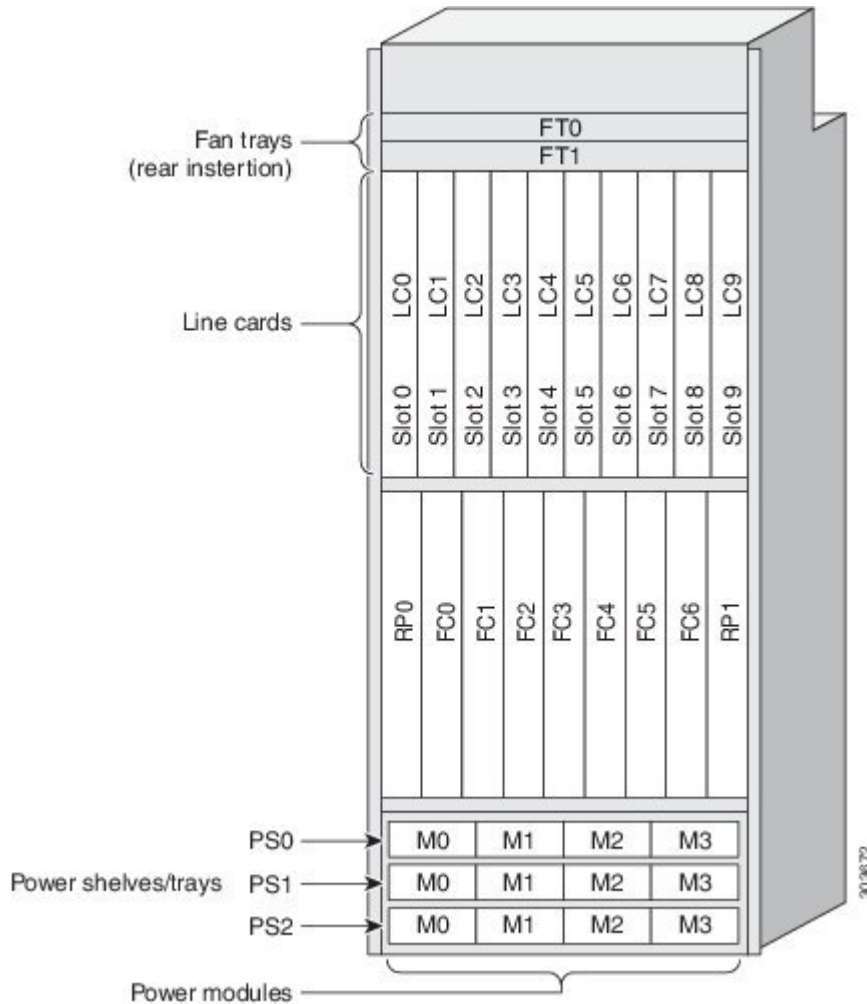 FT0
FT1
Fan trays
(rear instertion)
LC0 LC1 LC2 LC3 LC4 LC5 LC6 LC7 LC8 LC9
Line cards
Slot 0 Slot 1 Slot 2 Slot 3 Slot 4 Slot 5 Slot 6 Slot 7 Slot 8 Slot 9
RP0 FC0 FC1 FC2 FC3 FC4 FC5 FC6 RP1
PS0 M0 M1 M2 M3
Power shelves/trays PS1 M0 M1 M2 M3
PS2 M0 M1 M2 M3
Power modules